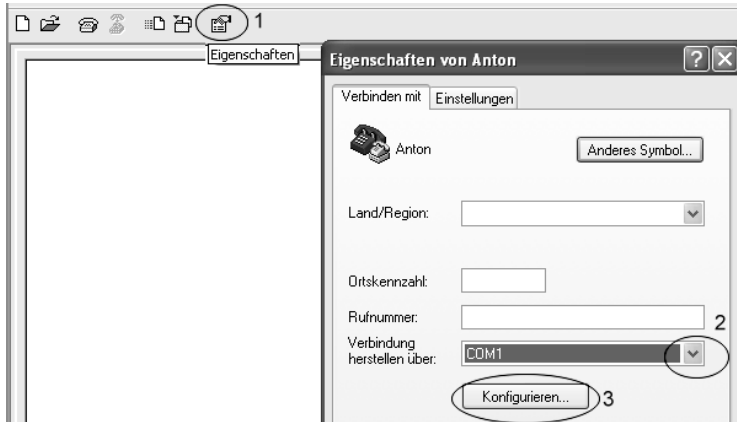 1
Eigenschaften
Eigenschaften von Anton
Verbinden mit
Einstellungen
Anton
Anderes Symbol...
Land/Region:
Ortskennzahl:
Rufnummer:
2
Verbindung
herstellen über:
COM1
Konfigurieren...
3